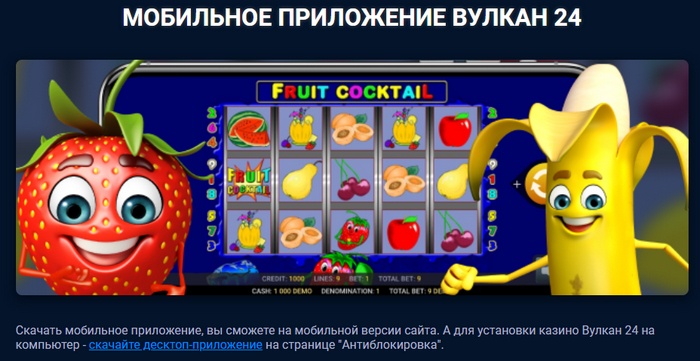 МОБИЛЬНОЕ ПРИЛОЖЕНИЕ ВУЛКАН 24
FRUIT COCKTAIL
FRUIT
COCKTAIL
CREDIT: 1000 LINES: 9 BET: 1 TOTAL BET: 9
CASH: 1 000 DEMO DENOMINATION: 1 TOTAL BET: 9
Скачать мобильное приложение, вы сможете на мобильной версии сайта. А для установки казино Вулкан 24 на
компьютер - скачайте десктоп-приложение на странице "Антиблокировка".